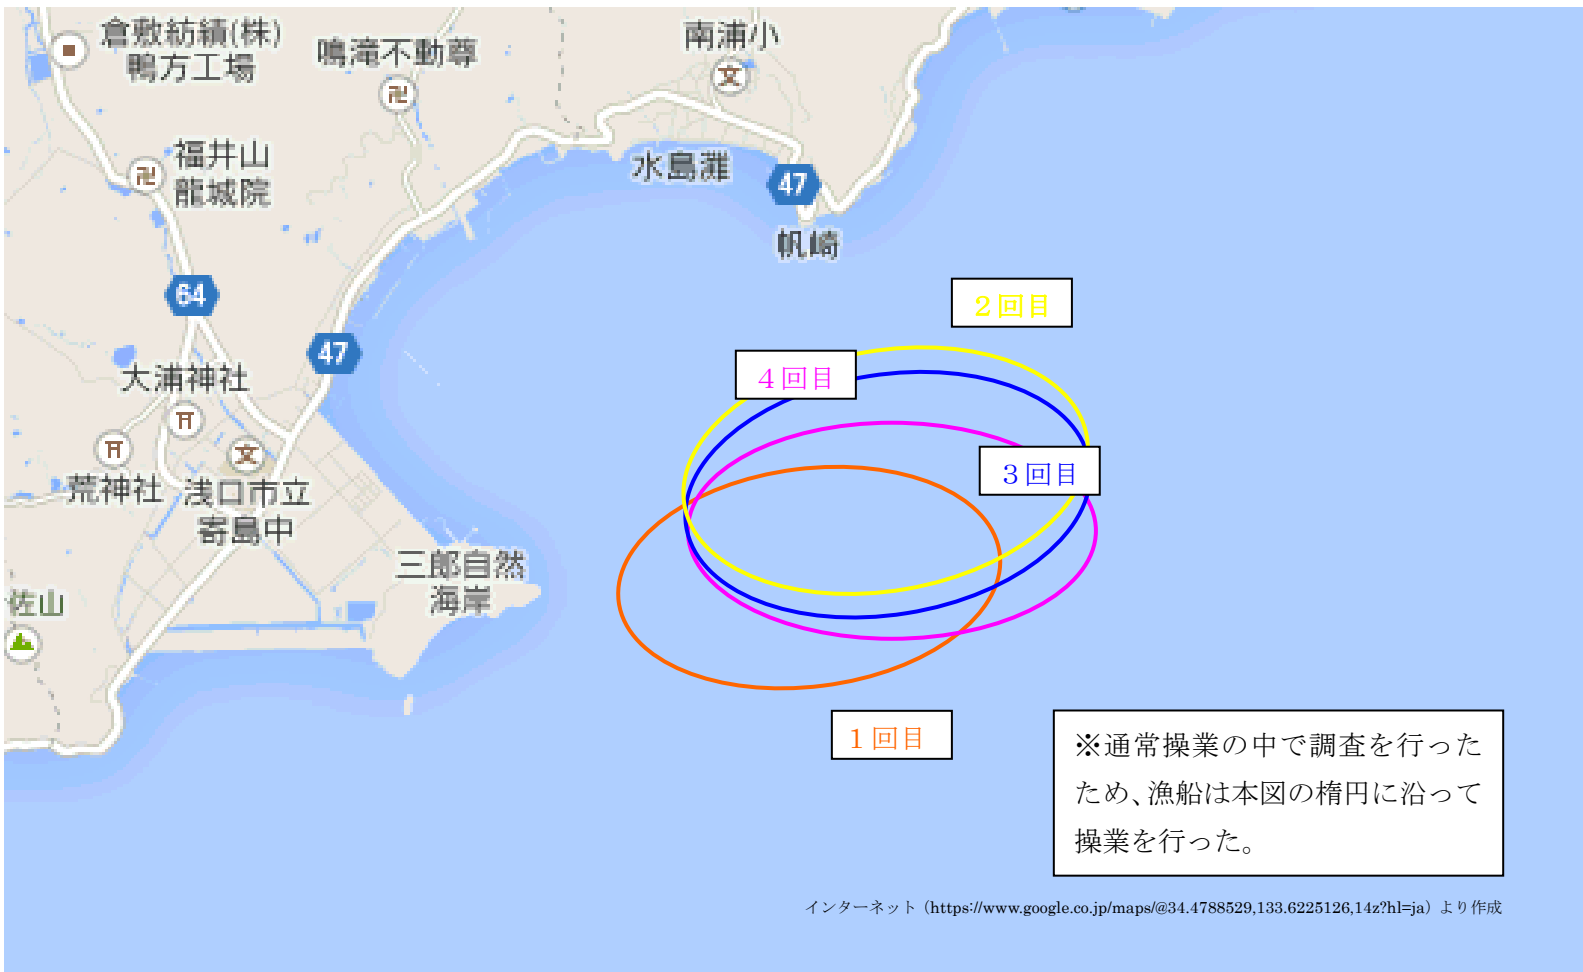 倉敷紡績(株)
鴨方工場
鳴滝不動尊
南浦小
文
福井山
龍城院
水島灘
47
帆崎
64
2回目
47
4回目
大浦神社
文
3回目
荒神社
浅口市立
寄島中
三郎自然
海岸
佐山
1回目
※通常操業の中で調査を行った
ため、漁船は本図の楕円に沿って
操業を行った。
インターネット（https://www.google.co.jp/maps/@34.4788529,133.6225126,14z?hl=ja）より作成